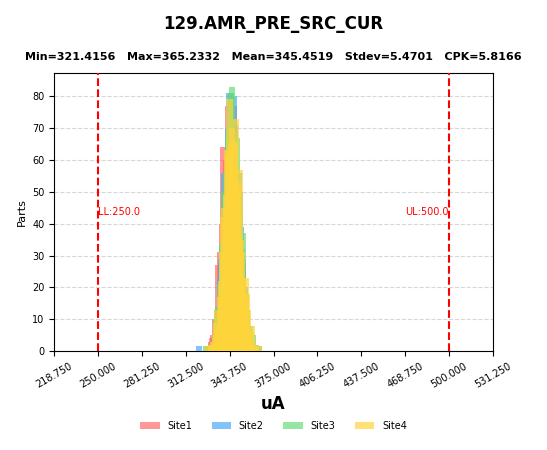 129.AMR_PRE_SRC_CUR
Min=321.4156 Max=365.2332 Mean=345.4519 Stdev=5.4701 CPK=5.8166
Parts
80
70
60
50
40
30
20
10
0
LL:250.0
UL:500.0
218.750 250.000 281.250 312.500 343.750 375.000 406.250 437.500 468.750 500.000 531.250
uA
Site1 Site2 Site3 Site4